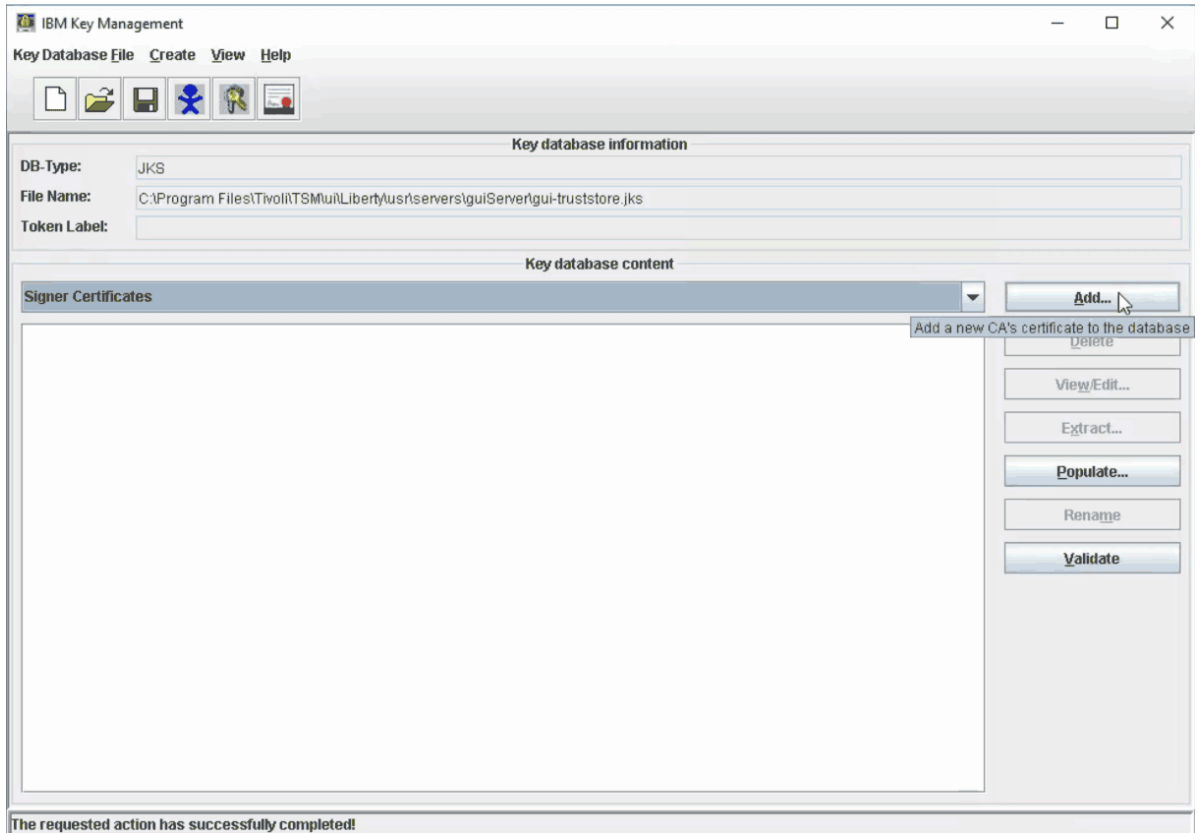 IBM Key Management
Key Database File Create View Help
Key database information
DB-Type: JKS
File Name: C:\Program Files\Tivoli\TSM\ui\Liberty\usr\servers\guiServer\gui-truststore.jks
Token Label:
Key database content
Signer Certificates
Add...
Add a new CA's certificate to the database
Delete
View/Edit...
Extract...
Populate...
Rename
Validate
The requested action has successfully completed!